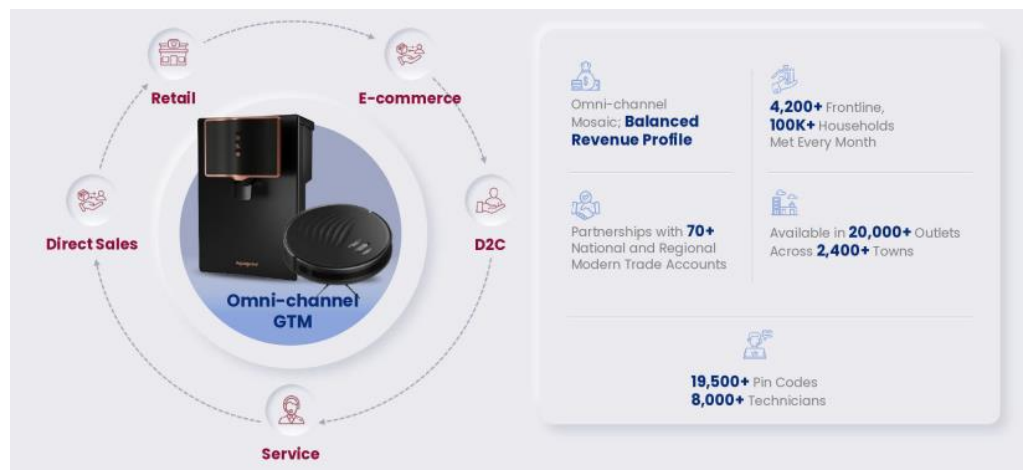 Retail
E-commerce
Direct Sales
D2C
Omni-channel
GTM
Service
Omni-channel
Mosaic; Balanced
Revenue Profile
4,200+ Frontline,
100K+ Households
Met Every Month
Partnerships with 70+
National and Regional
Modern Trade Accounts
Available in 20,000+ Outlets
Across 2,400+ Towns
19,500+ Pin Codes
8,000+ Technicians